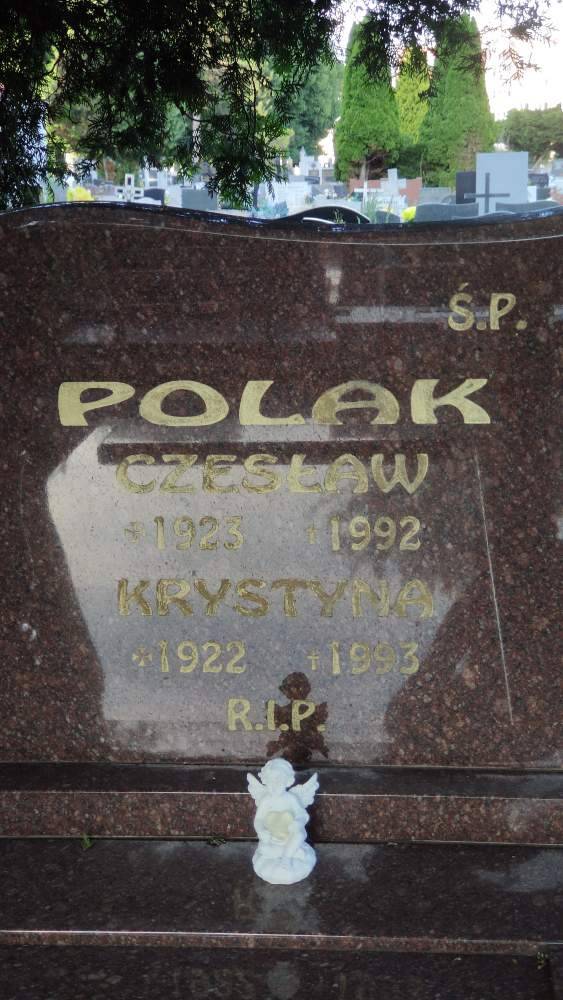 Ś.P.
POLAK
CZESŁAW
1923 1992
KRYSTYNA
1922 1993
R.I.P.